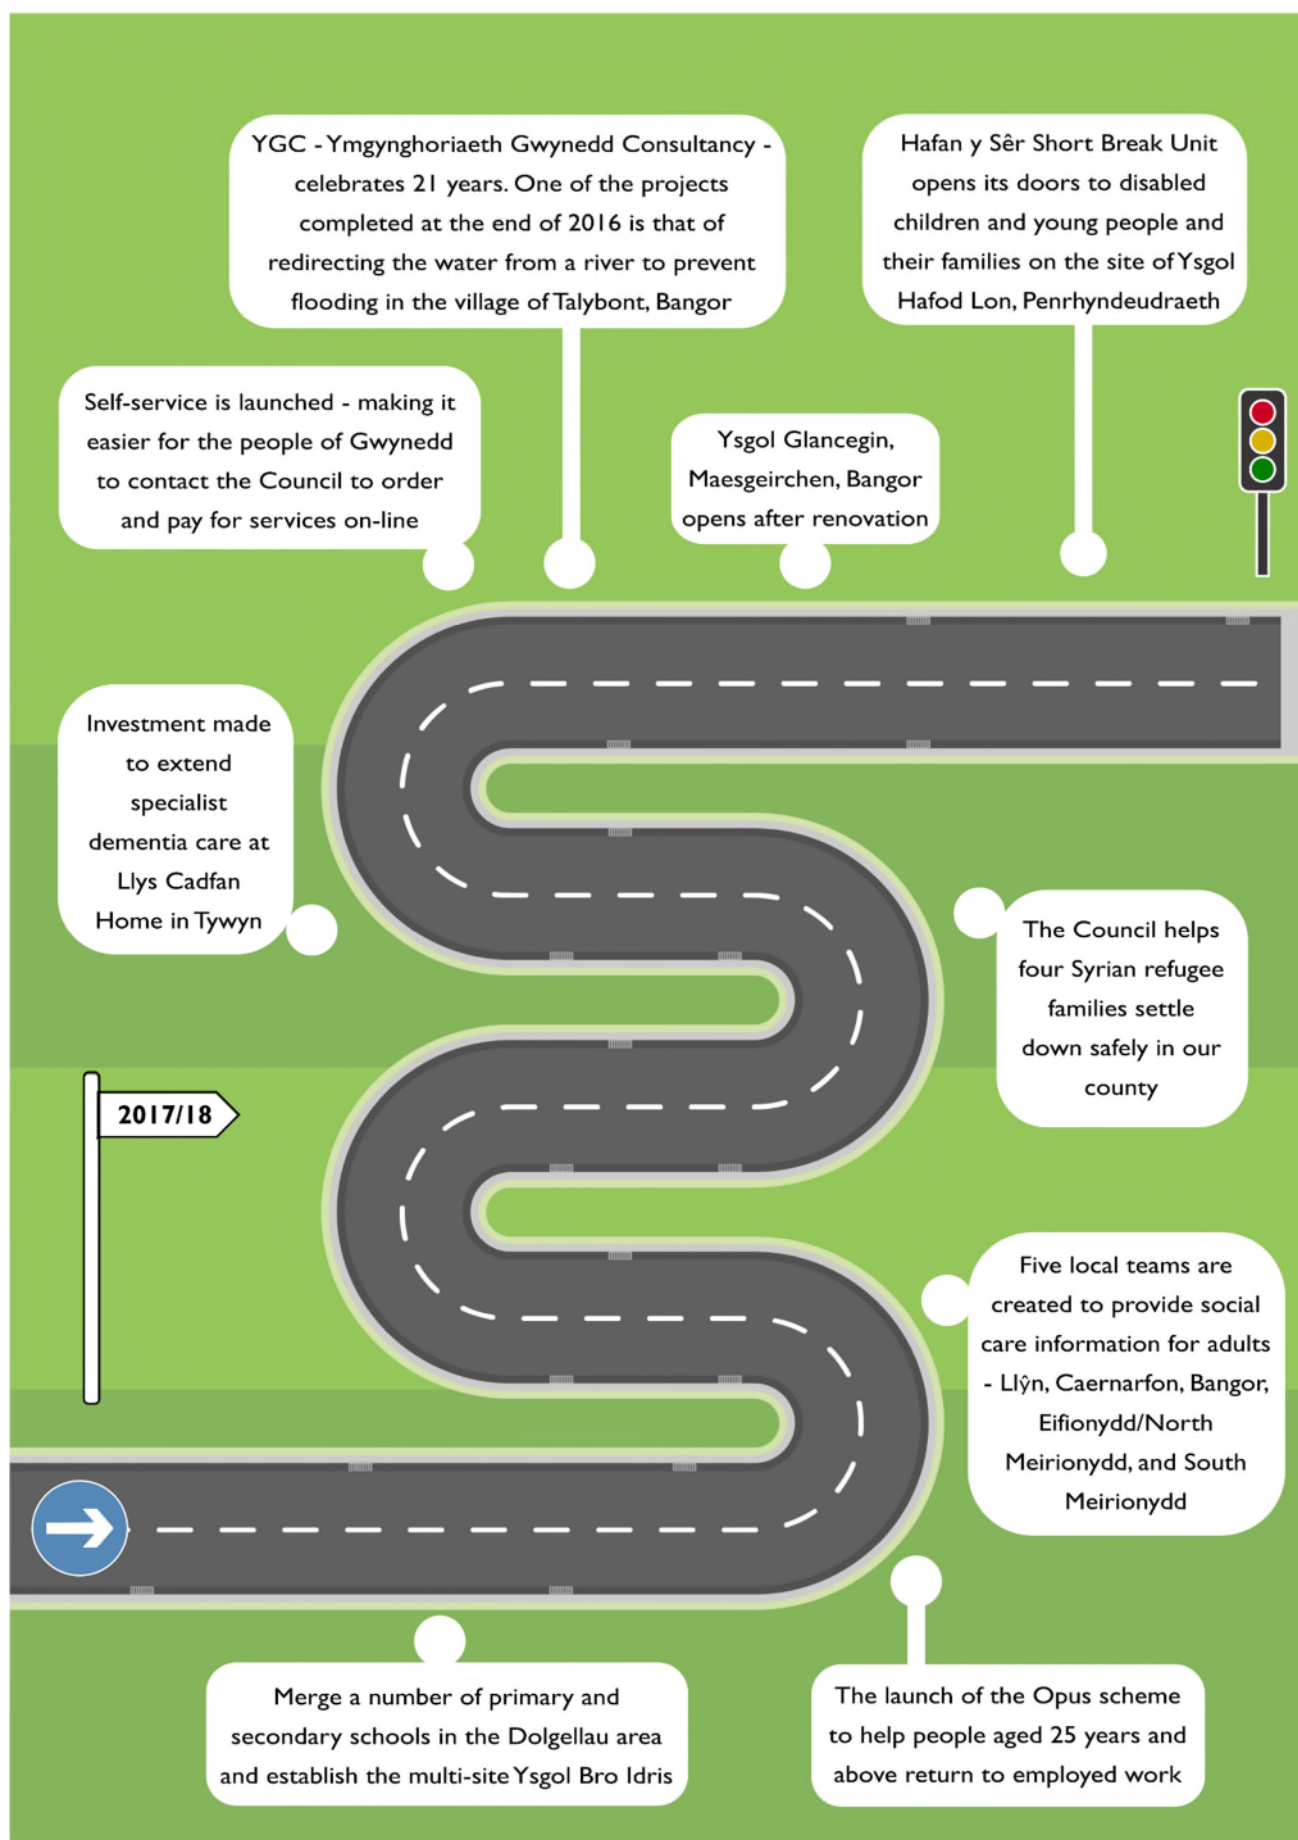 YGC - Ymgynghoriaeth Gwynedd Consultancy -
celebrates 21 years. One of the projects
completed at the end of 2016 is that of
redirecting the water from a river to prevent
flooding in the village of Talybont, Bangor
Hafan y Sêr Short Break Unit
opens its doors to disabled
children and young people and
their families on the site of Ysgol
Hafod Lon, Penrhyndeudraeth
Self-service is launched - making it
easier for the people of Gwynedd
to contact the Council to order
and pay for services on-line
Ysgol Glancegin,
Maesgeirchen, Bangor
opens after renovation
Investment made
to extend
specialist
dementia care at
Llys Cadfan
Home in Tywyn
The Council helps
four Syrian refugee
families settle
down safely in our
county
2017/18
Five local teams are
created to provide social
care information for adults
- Llŷn, Caernarfon, Bangor,
Eifionydd/North
Meirionydd, and South
Meirionydd
Merge a number of primary and
secondary schools in the Dolgellau area
and establish the multi-site Ysgol Bro Idris
The launch of the Opus scheme
to help people aged 25 years and
above return to employed work